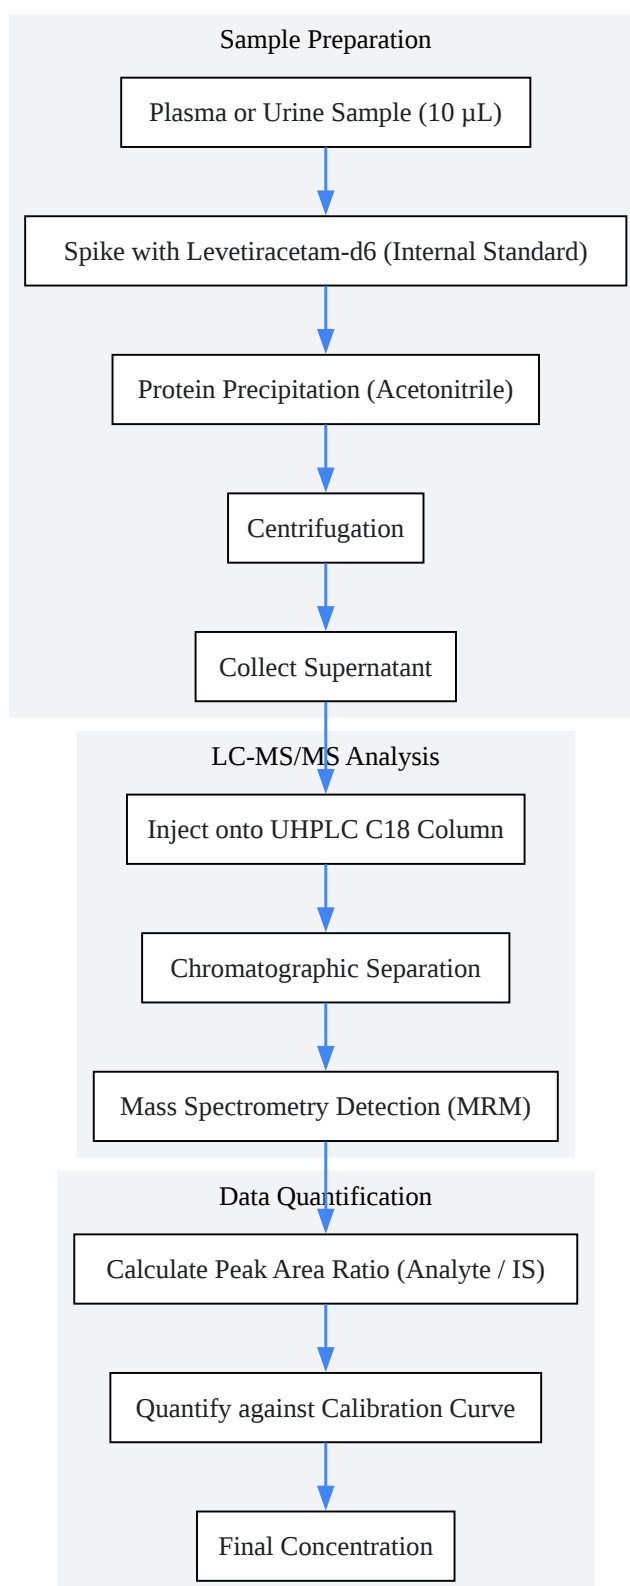 Sample Preparation
Plasma or Urine Sample (10 µL)
Spike with Levetiracetam-d6 (Internal Standard)
Protein Precipitation (Acetonitrile)
Centrifugation
Collect Supernatant
LC-MS/MS Analysis
Inject onto UHPLC C18 Column
Chromatographic Separation
Mass Spectrometry Detection (MRM)
Data Quantification
Calculate Peak Area Ratio (Analyte / IS)
Quantify against Calibration Curve
Final Concentration